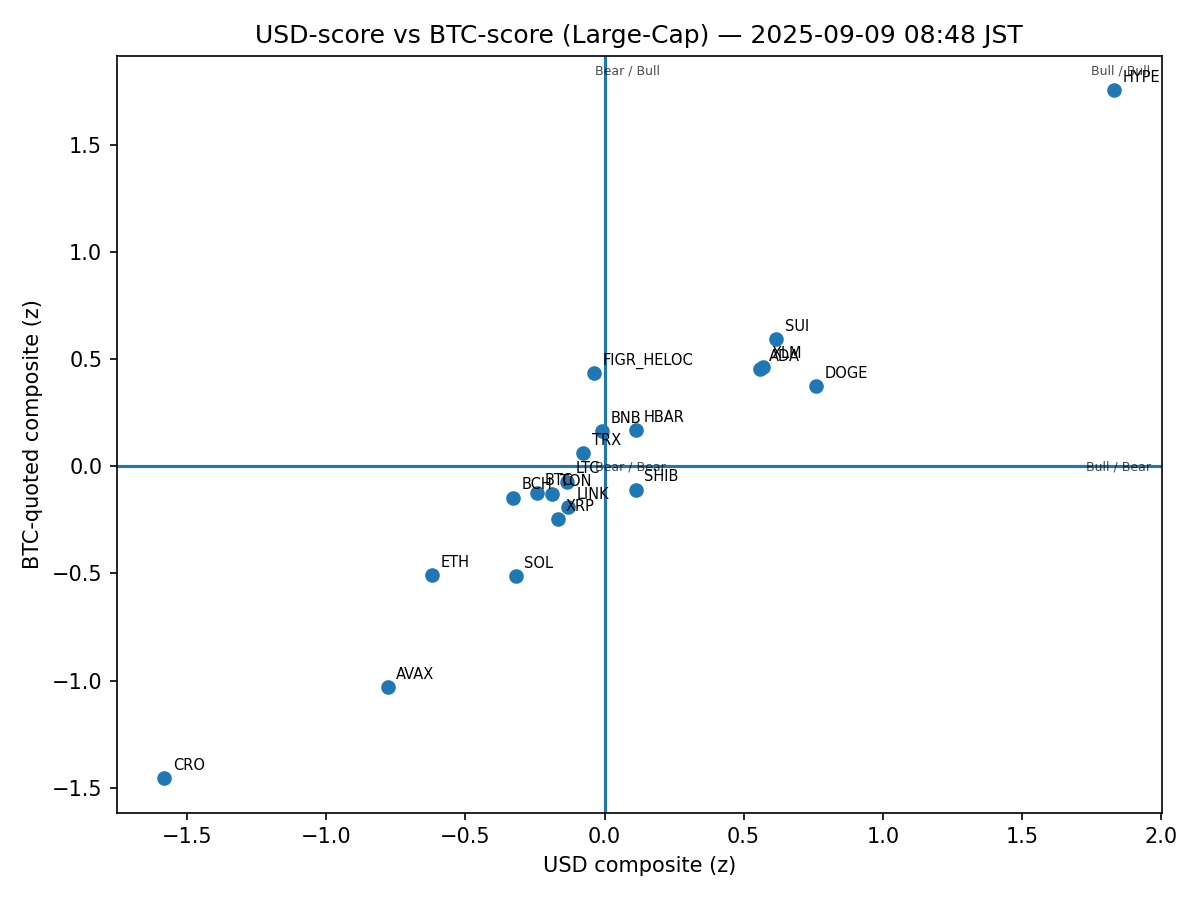 USD-score vs BTC-score (Large-Cap) — 2025-09-09 08:48 JST
Bear / Bull
Bull / Bull
HYPE
1.5
1.0
SUI
0.5
XLM
ADA
FIGR_HELOC
DOGE
BNB
HBAR
TRX
0.0
LTC
Bear / Bear
Bull / Bear
SHIB
BCH
BTC
TON
LINK
XRP
−0.5
ETH
SOL
−1.0
AVAX
CRO
−1.5
−1.5
−1.0
−0.5
0.0
0.5
1.0
1.5
2.0
USD composite (z)
BTC-quoted composite (z)